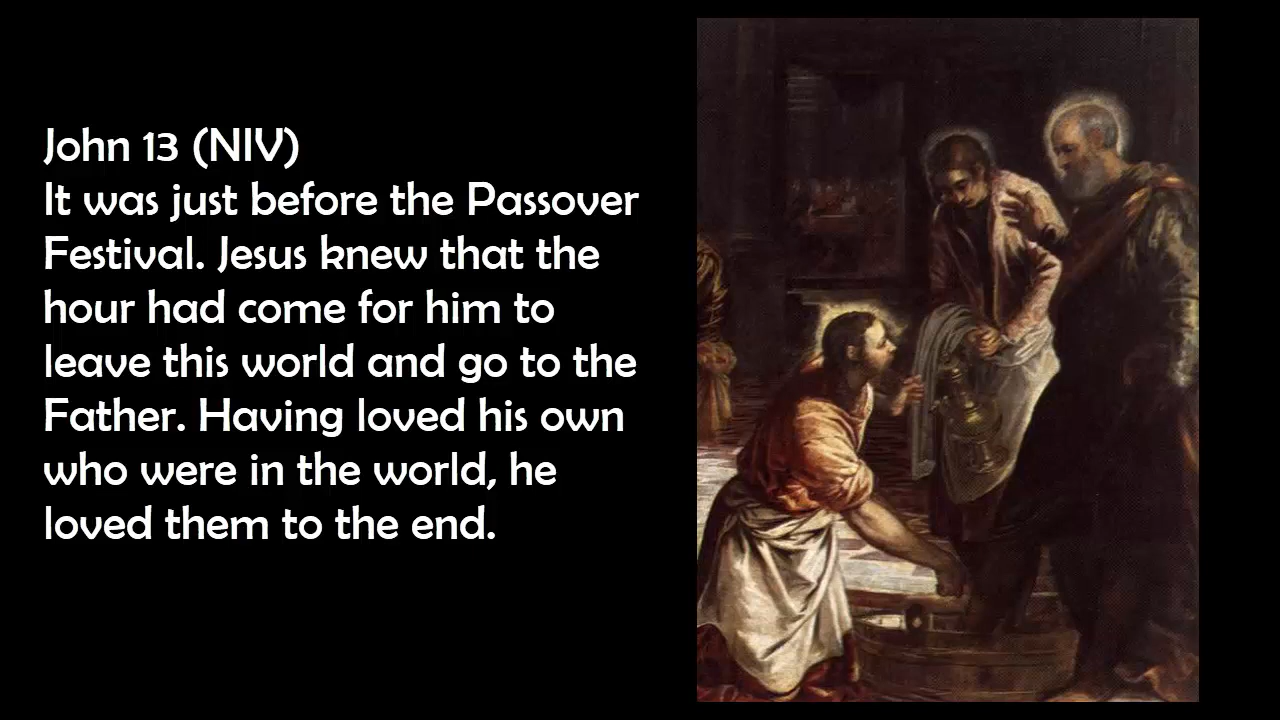 John 13 (NIV)
It was just before the Passover
Festival. Jesus knew that the
hour had come for him to
leave this world and go to the
Father. Having loved his own
who were in the world, he
loved them to the end.